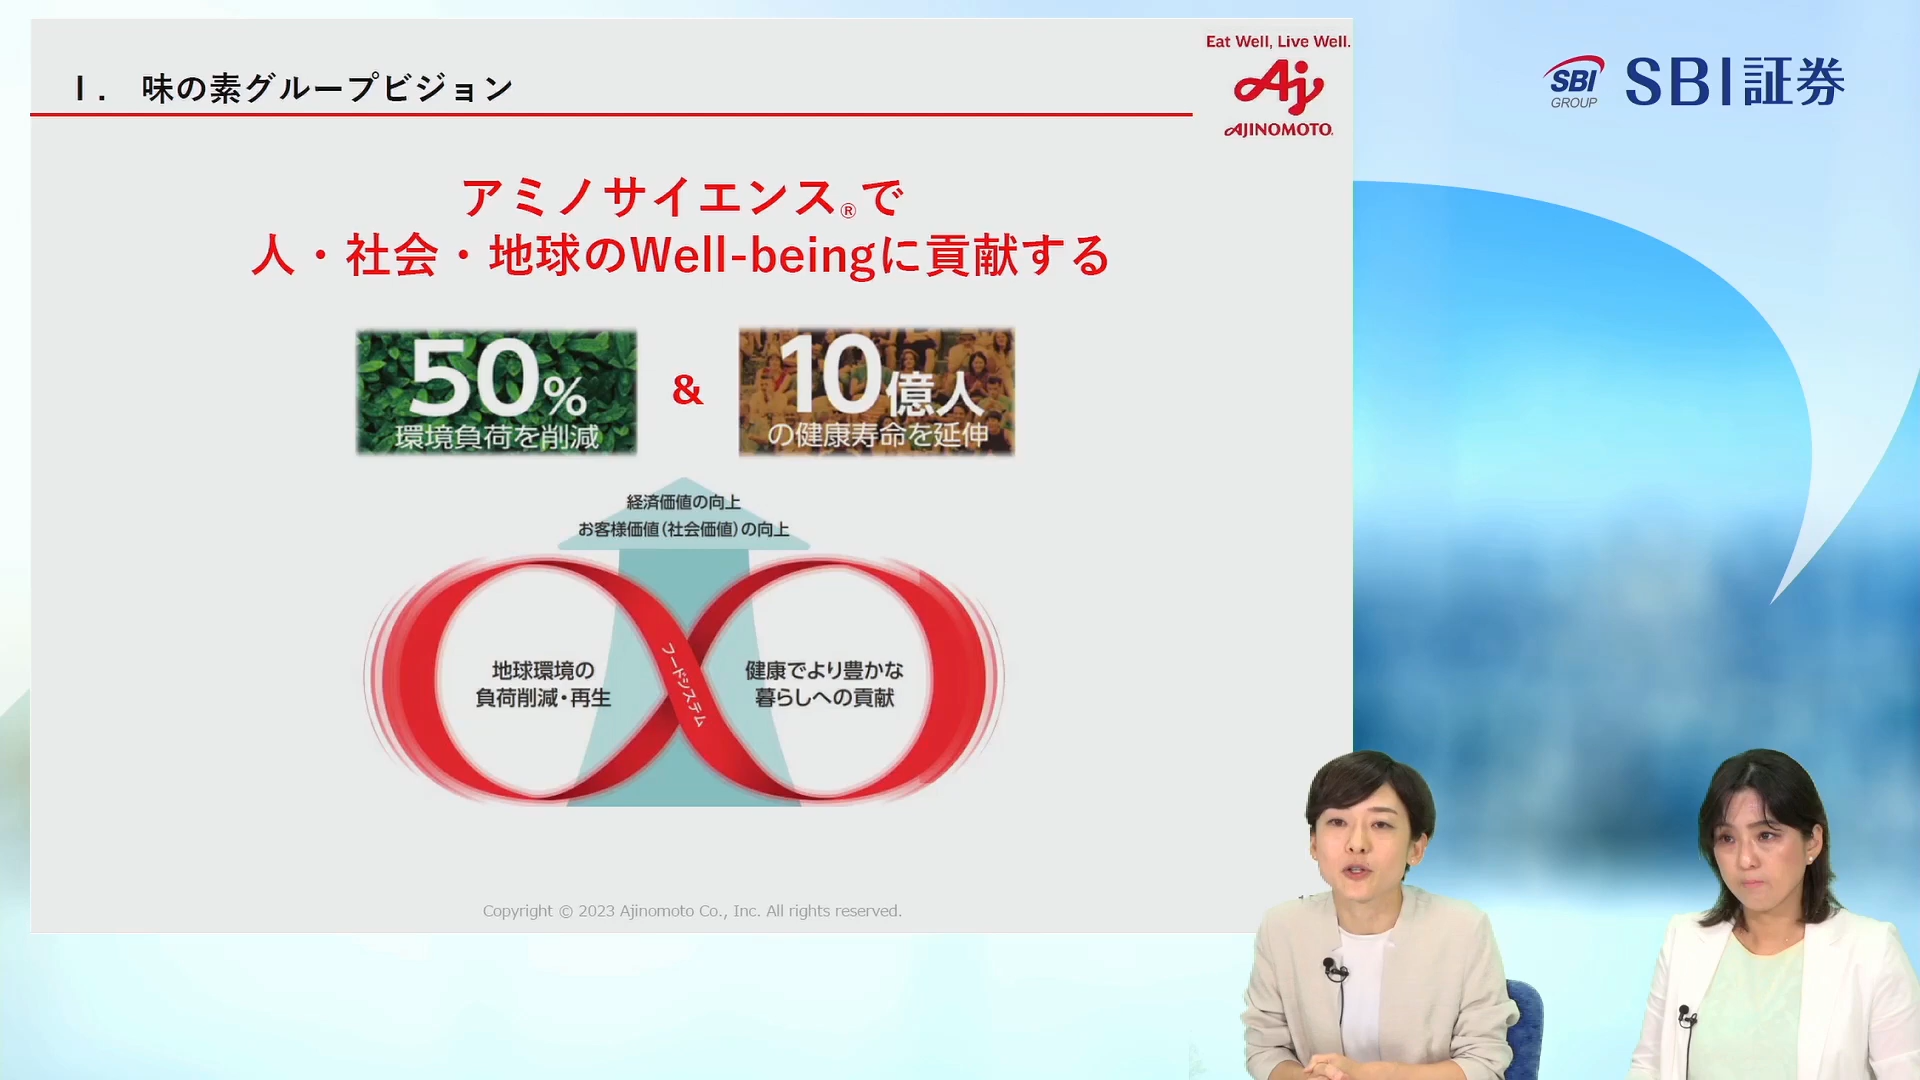 Ⅰ. 味の素グループビジョン
Eat Well, Live Well.
Aj
AJINOMOTO
SBI
GROUP
SBI証券
アミノサイエンス®で
人・社会・地球のWell-beingに貢献する
50%
環境負荷を削減
&
10億人
の健康寿命を延伸
経済価値の向上
お客様価値(社会価値)の向上
フードシステム
地球環境の
負荷削減・再生
健康でより豊かな
暮らしへの貢献
Copyright © 2023 Ajinomoto Co., Inc. All rights reserved.